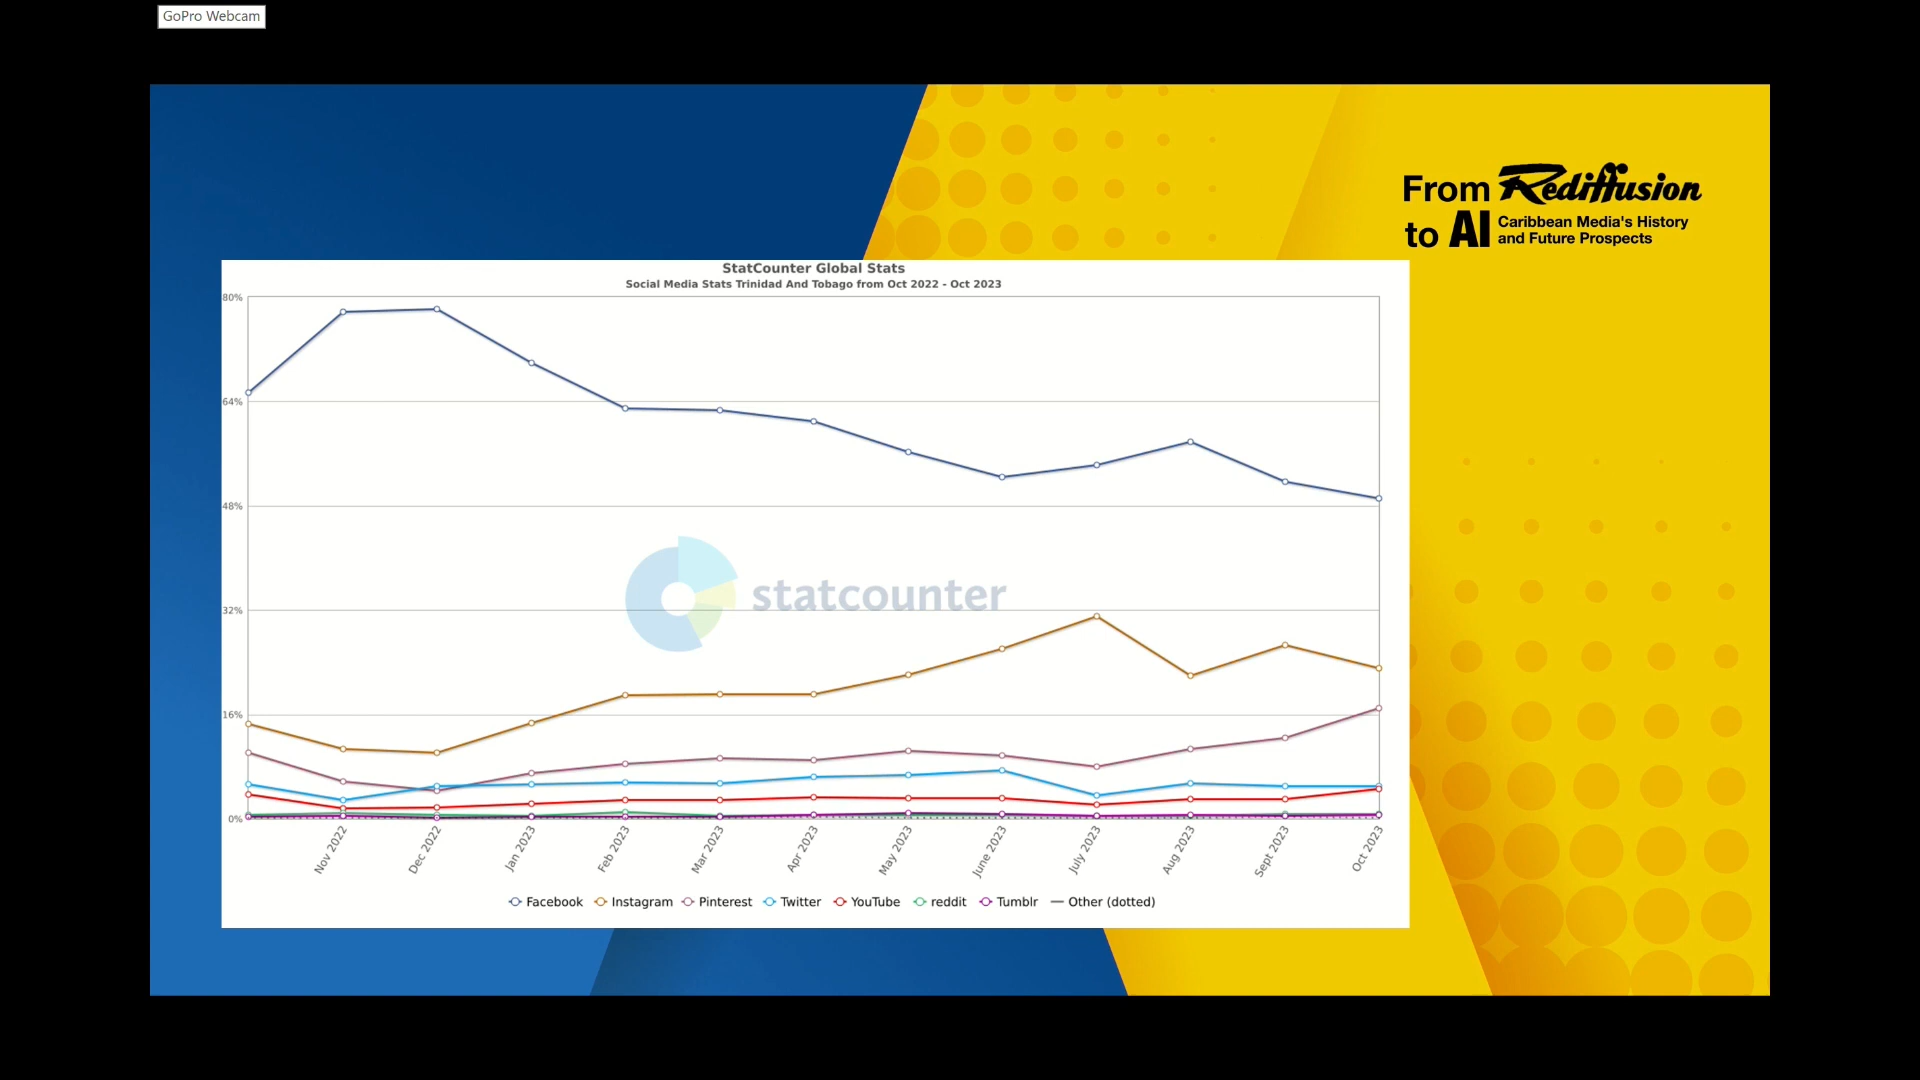 GoPro Webcam
From Rediffusion
to AI Caribbean Media's History
and Future Prospects
StatCounter Global Stats
Social Media Stats Trinidad And Tobago from Oct 2022 - Oct 2023
80%
64%
48%
32%
16%
0%
statcounter
Nov 2022
Dec 2022
Jan 2023
Feb 2023
Mar 2023
Apr 2023
May 2023
June 2023
July 2023
Aug 2023
Sept 2023
Oct 2023
Facebook Instagram Pinterest Twitter YouTube reddit Tumblr Other (dotted)